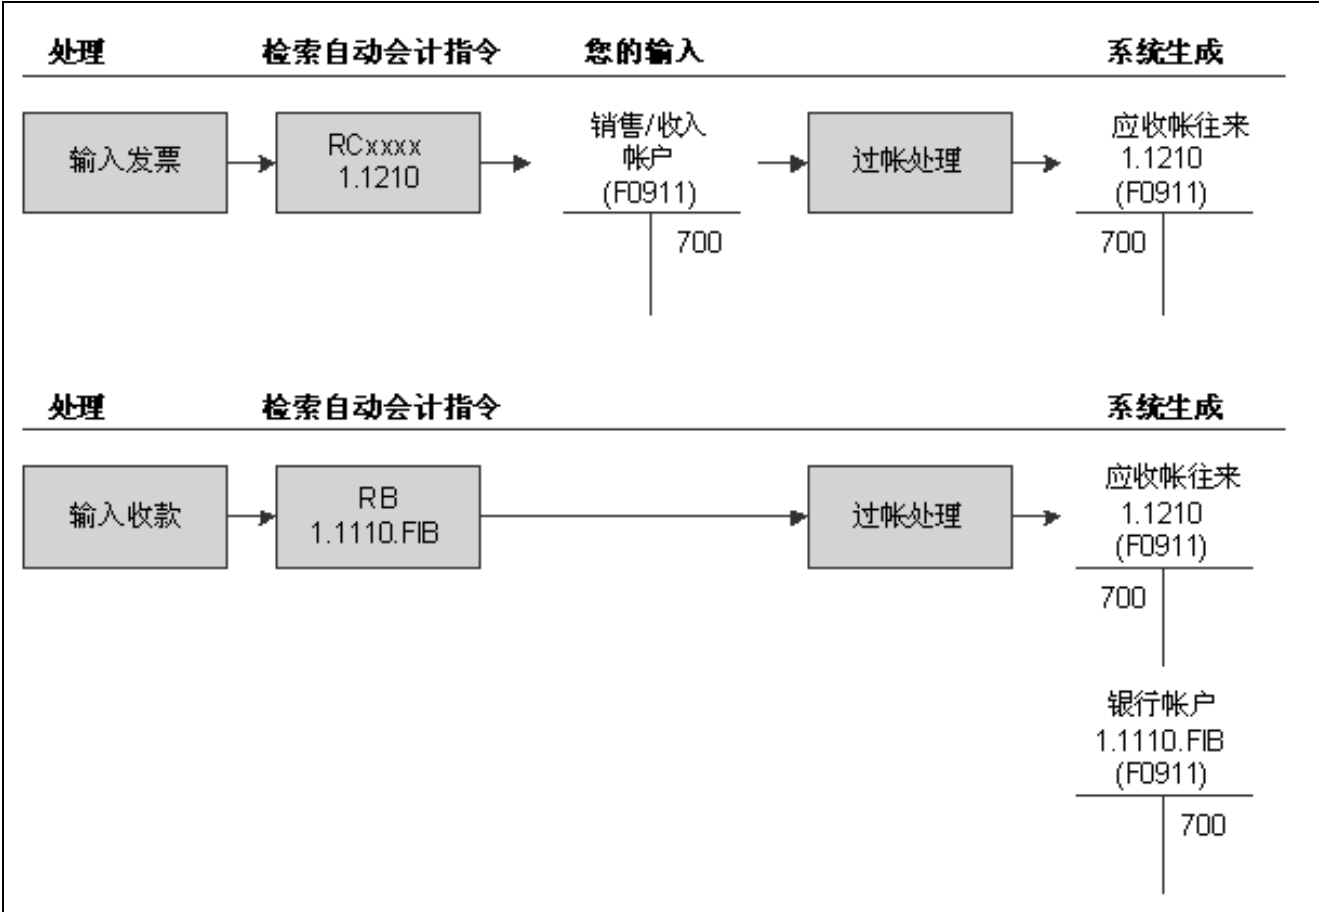 处理 检索自动会计指令 您的输入 系统生成
输入发票
RCxxxx
1.1210
销售/收入
帐户
(F0911)
700
过帐处理
应收帐往来
1.1210
(F0911)
700
处理 检索自动会计指令 系统生成
输入收款
RB
1.1110.FIB
过帐处理
应收帐往来
1.1210
(F0911)
700
银行帐户
1.1110.FIB
(F0911)
700